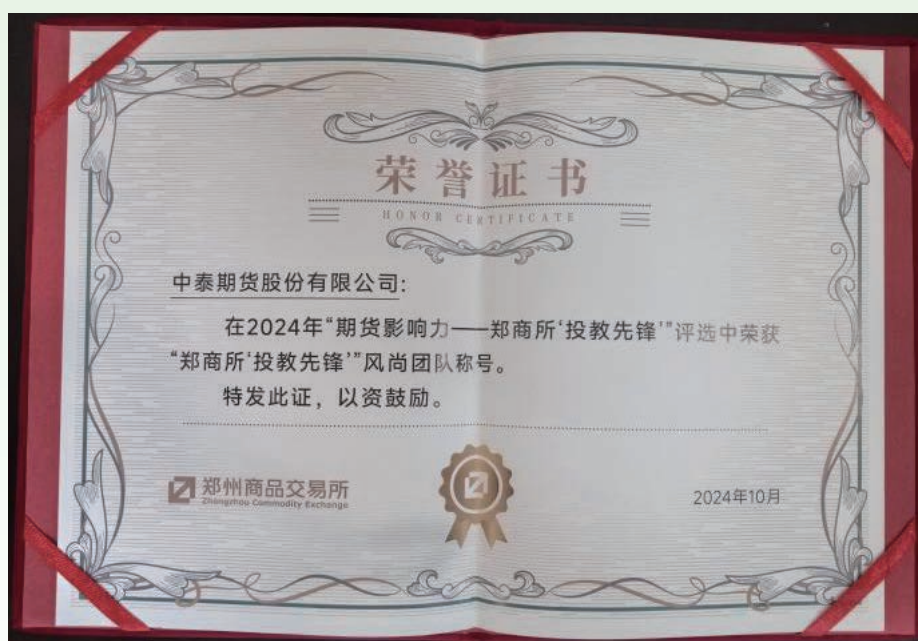 荣誉证书
HONOR CERTIFICATE
中泰期货股份有限公司:
在2024年“期货影响力——郑商所‘投教先锋’”评选中荣获
“郑商所‘投教先锋’”风尚团队称号。
特发此证，以资鼓励。
郑州商品交易所
Zhengzhou Commodity Exchange
2024年10月